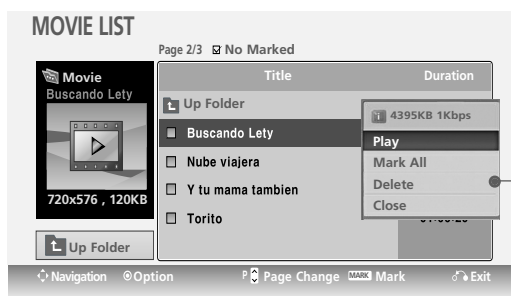 MOVIE LIST
Page 2/3 No Marked
Movie
Buscando Lety
720x576 , 120KB
Up Folder
Title Duration
Up Folder
Buscando Lety
Nube viajera
Y tu mama tambien
Torito
4395KB 1Kbps
Play
Mark All
Delete
Close
Navigation Option P Page Change MARK Mark Exit